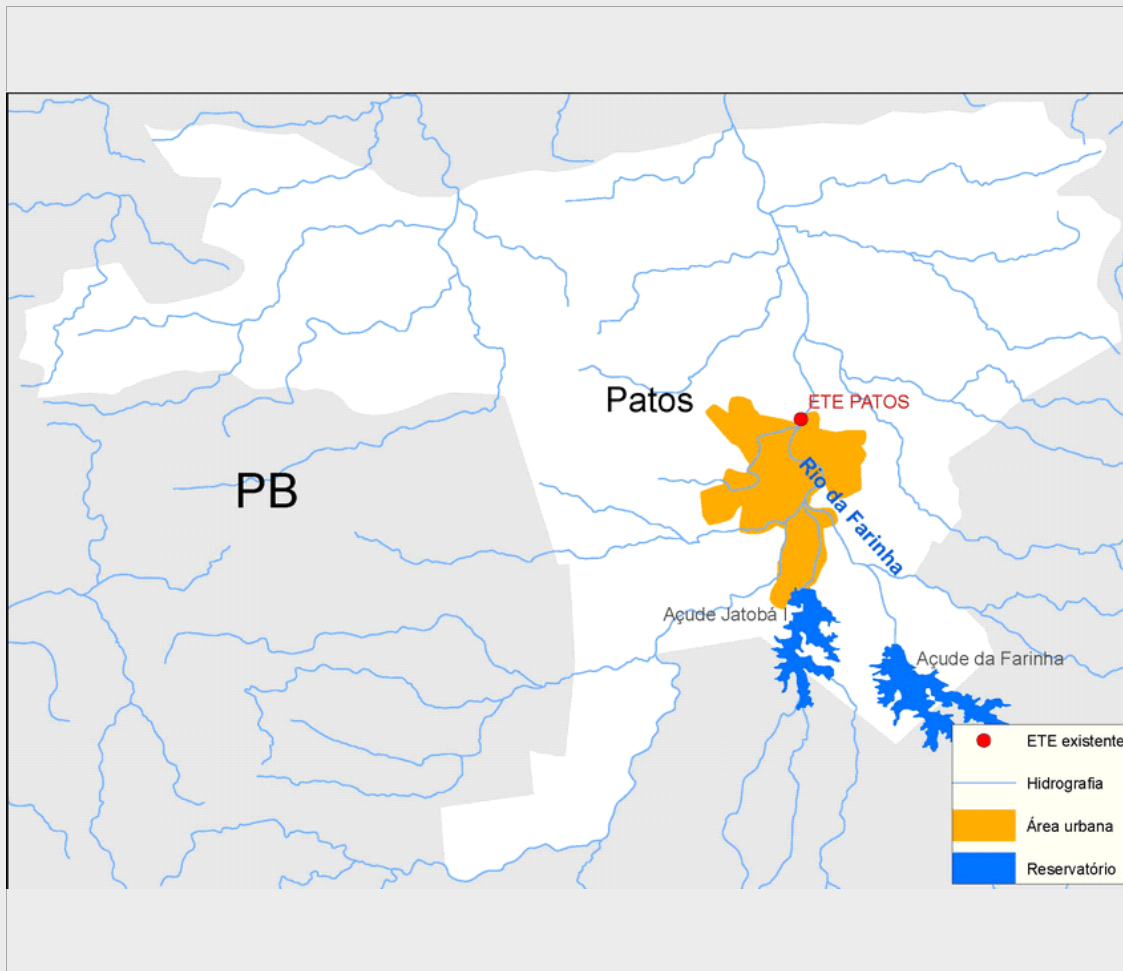 Patos
ETE PATOS
PB
Rio da Farinha
Açude Jatobá I
Açude da Farinha
ETE existente
Hidrografia
Área urbana
Reservatório